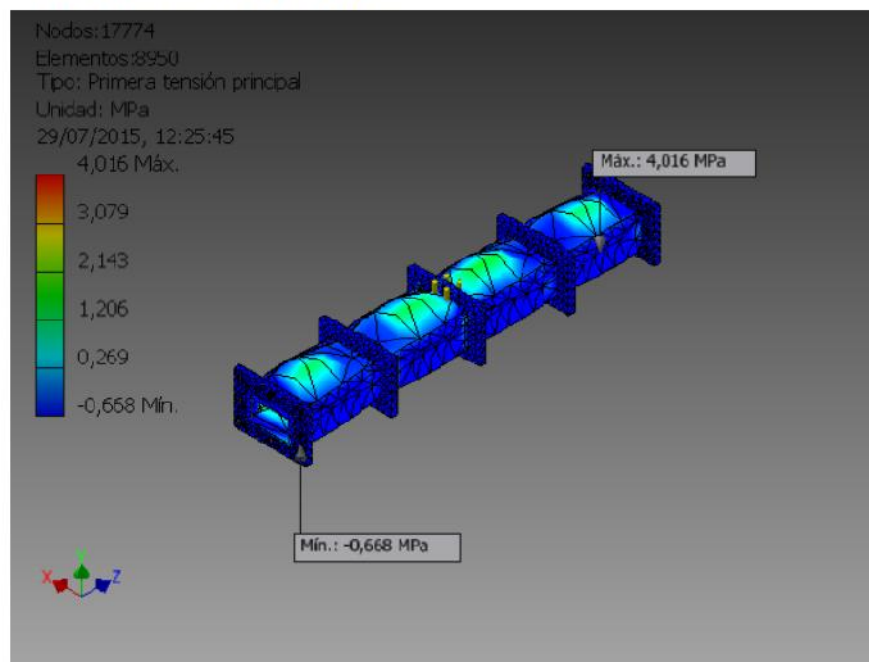 Nodos:17774
Elementos:8950
Tipo: Primera tensión principal
Unidad: MPa
29/07/2015, 12:25:45
4,016 Máx.
3,079
2,143
1,206
0,269
-0,668 Mín.
Máx.: 4,016 MPa
Mín.: -0,668 MPa
X
Y
Z